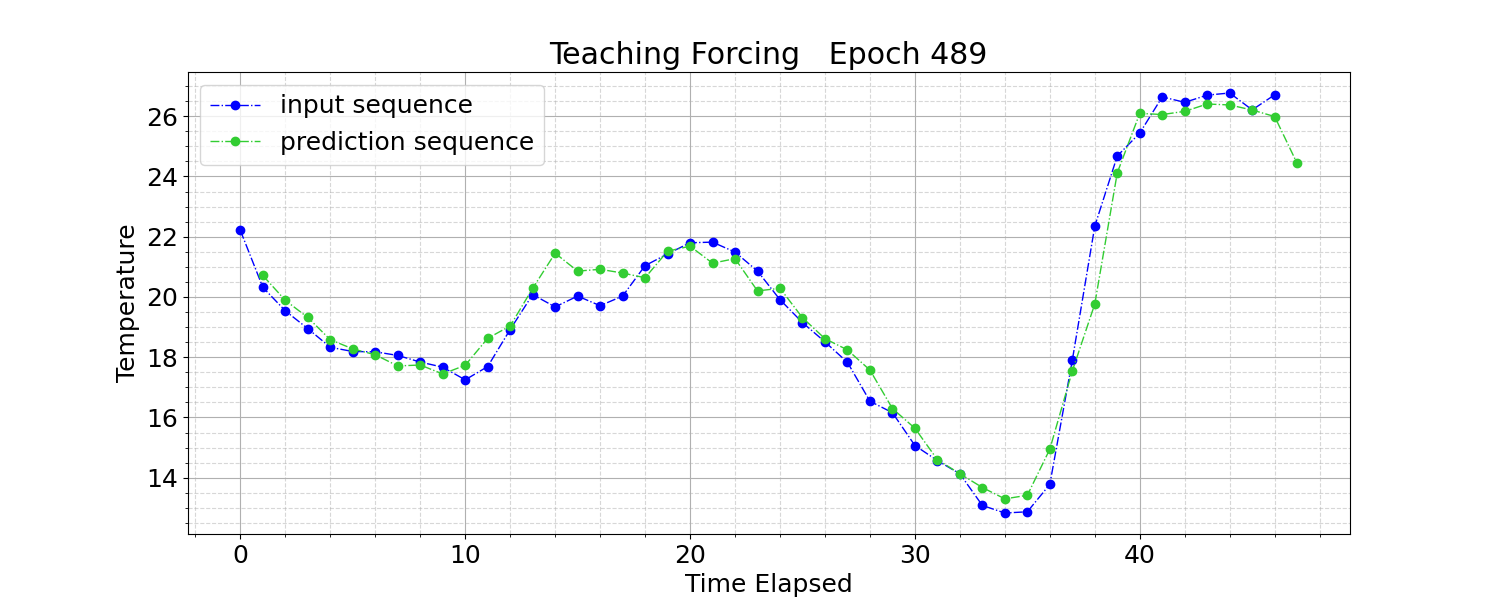 Teaching Forcing   Epoch 489
input sequence
prediction sequence
Temperature
26
24
22
20
18
16
14
0 10 20 30 40
Time Elapsed